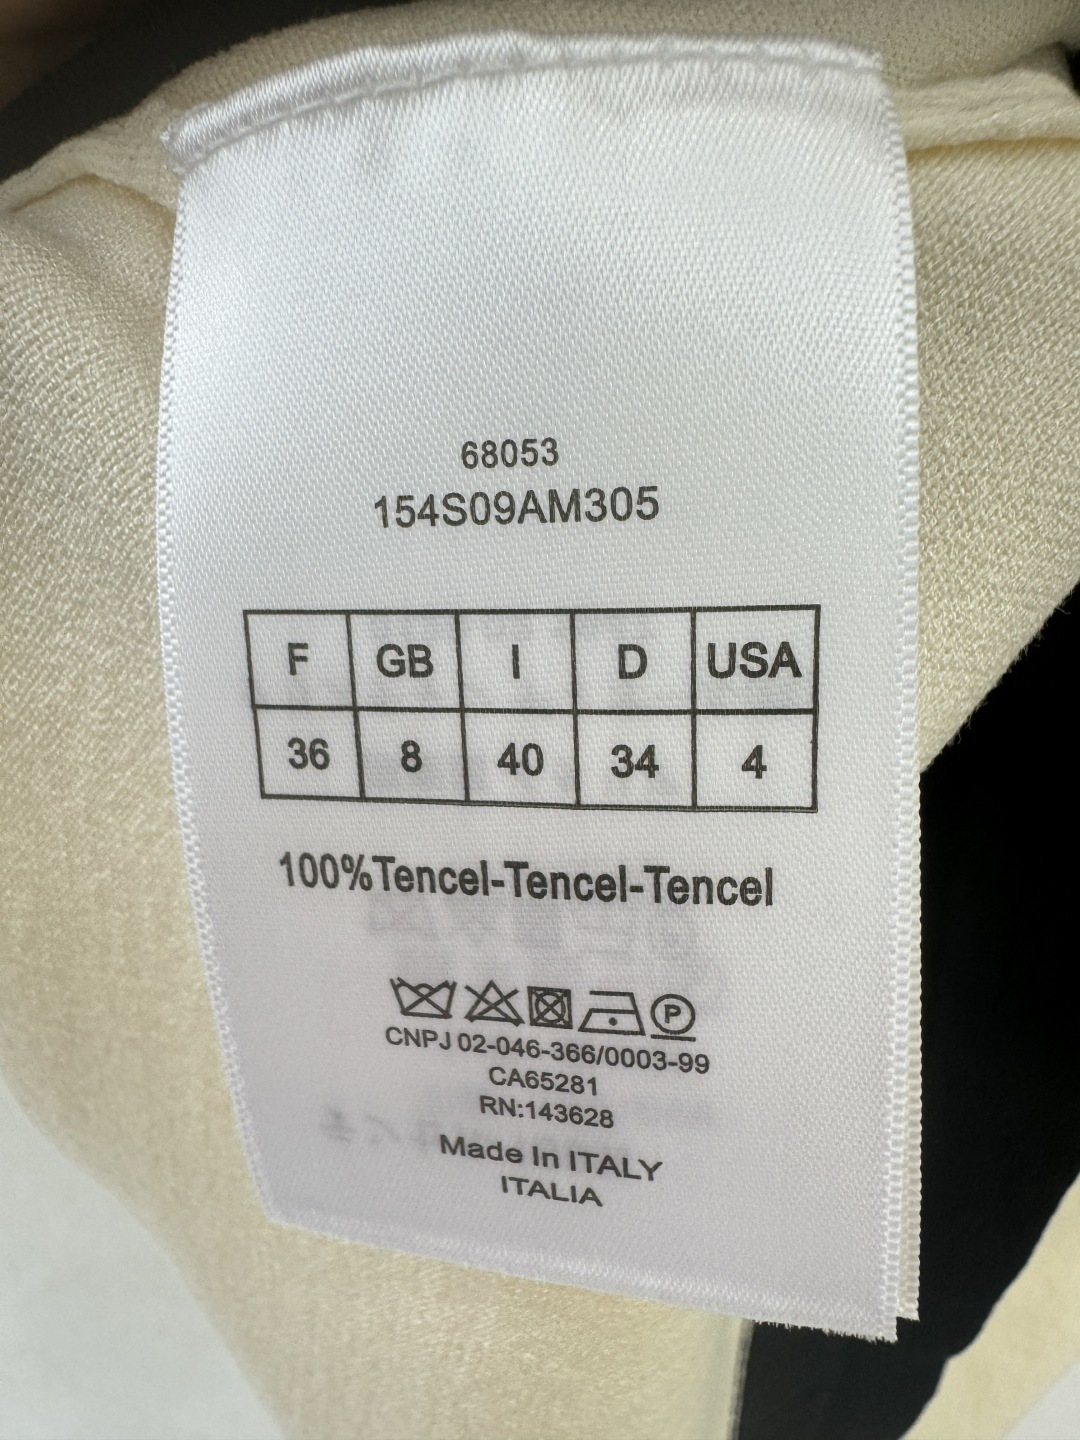 68053
154S09AM305
F GB I D USA
36 8 40 34 4
100%Tencel-Tencel-Tencel
P
CNPJ 02-046-366/0003-99
CA65281
RN:143628
Made In ITALY
ITALIA